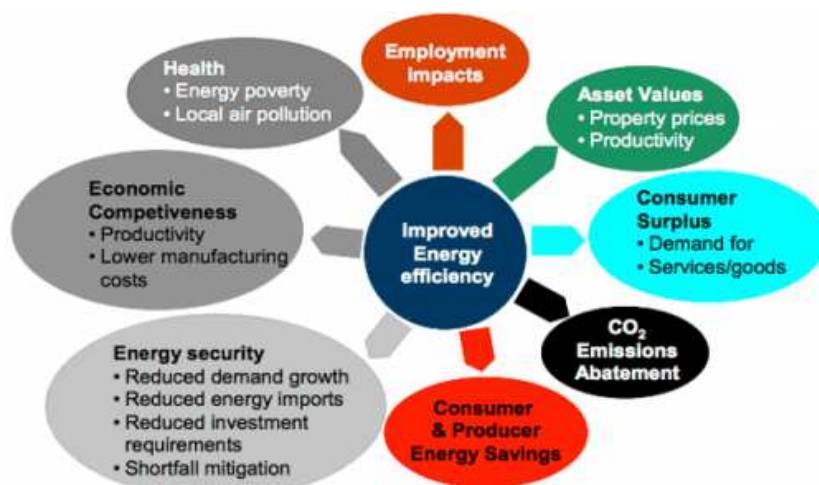 Health
• Energy poverty
• Local air pollution
Employment
Impacts
Asset Values
• Property prices
• Productivity
Economic
Competiveness
• Productivity
• Lower manufacturing
costs
Improved
Energy
efficiency
Consumer
Surplus
• Demand for
• Services/goods
Energy security
• Reduced demand growth
• Reduced energy imports
• Reduced investment
requirements
• Shortfall mitigation
Consumer
& Producer
Energy Savings
CO₂
Emissions
Abatement